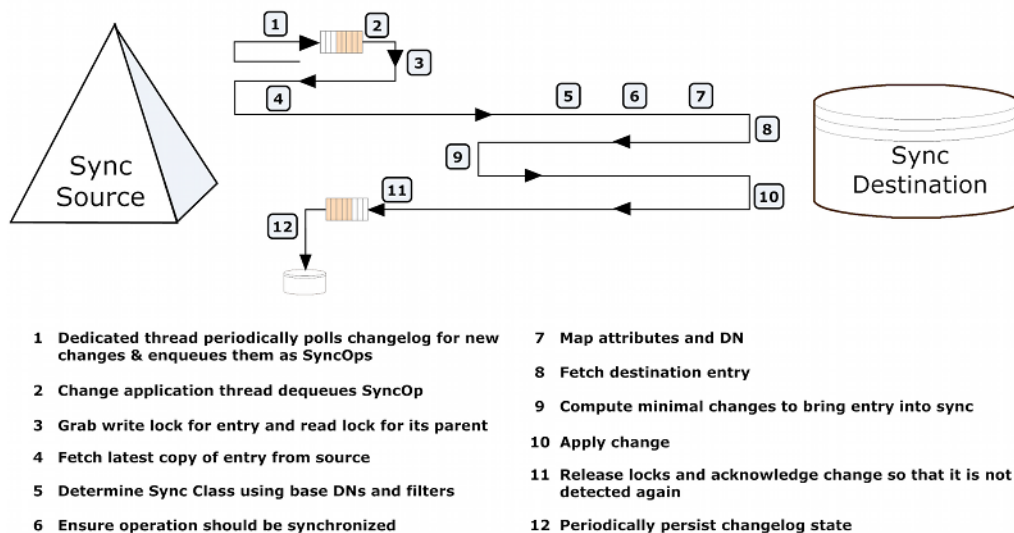 1
2
3
4
5
6
7
8
9
10
11
12
Sync
Source
Sync
Destination
1 Dedicated thread periodically polls changelog for new
changes & enqueues them as SyncOps
2 Change application thread dequeues SyncOp
3 Grab write lock for entry and read lock for its parent
4 Fetch latest copy of entry from source
5 Determine Sync Class using base DNs and filters
6 Ensure operation should be synchronized
7 Map attributes and DN
8 Fetch destination entry
9 Compute minimal changes to bring entry into sync
10 Apply change
11 Release locks and acknowledge change so that it is not
detected again
12 Periodically persist changelog state